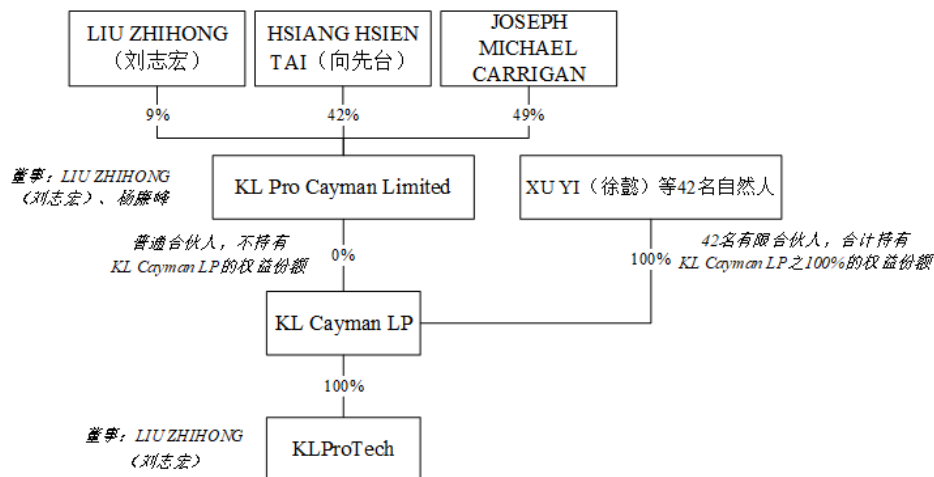 LIU ZHIHONG
（刘志宏）
HSIANG HSIEN
TAI（向先台）
JOSEPH
MICHAEL
CARRIGAN
9%
42%
49%
董事：LIU ZHIHONG
（刘志宏）、杨廉峰
KL Pro Cayman Limited
XU YI（徐懿）等42名自然人
普通合伙人，不持有
KL Cayman LP的权益份额
0%
100%
42名有限合伙人，合计持有
KL Cayman LP之100%的权益份额
KL Cayman LP
100%
董事：LIU ZHIHONG
（刘志宏）
KLProTech